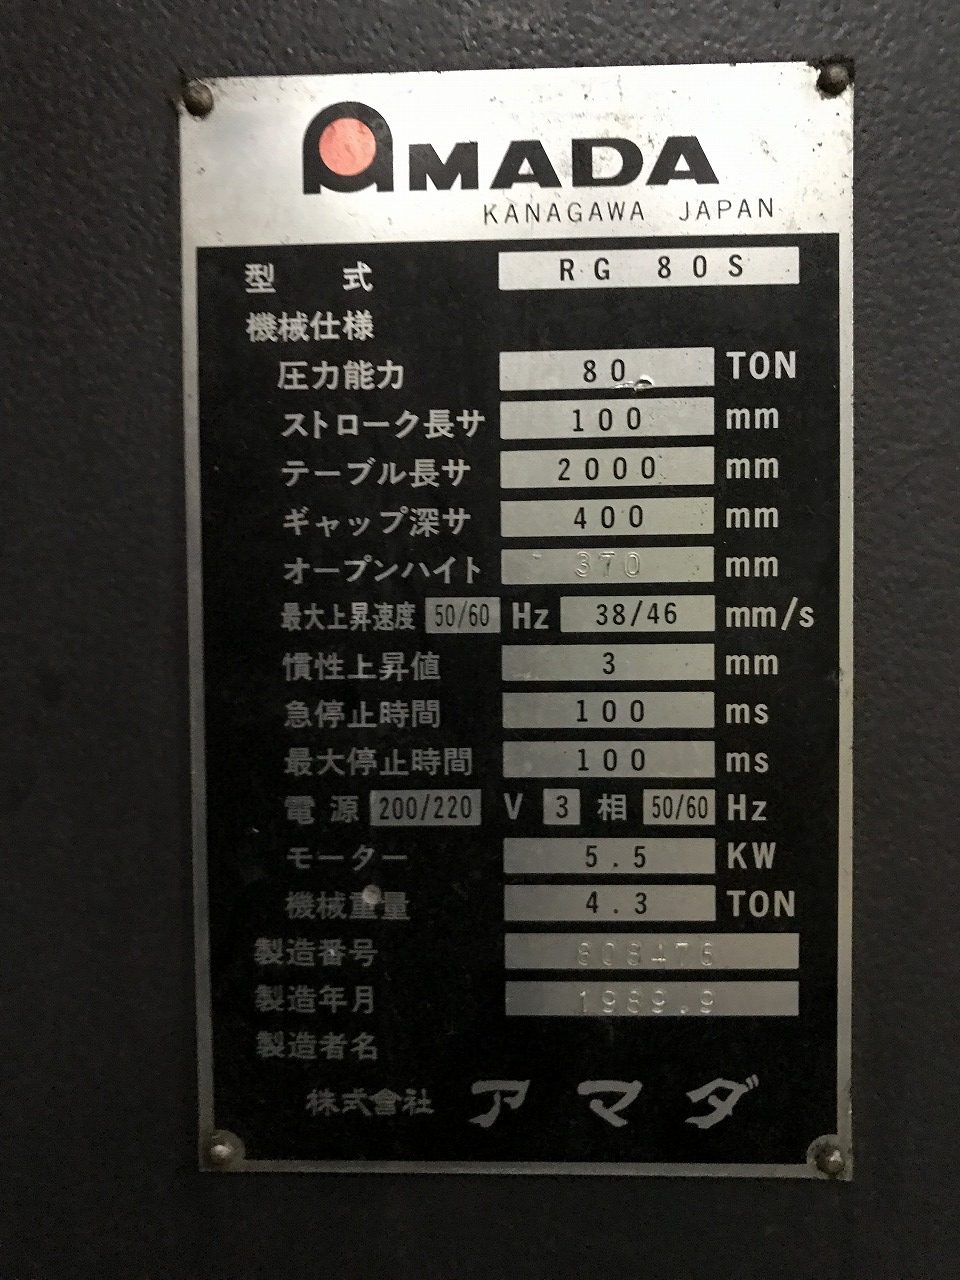 AMADA
KANAGAWA JAPAN
型式 RG 80S
機械仕様
圧力能力 80 TON
ストローク長サ 100 mm
テーブル長サ 2000 mm
ギャップ深サ 400 mm
オープンハイト 370 mm
最大上昇速度 50/60 Hz 38/46 mm/s
慣性上昇値 3 mm
急停止時間 100 ms
最大停止時間 100 ms
電源 200/220 V 3 相 50/60 Hz
モーター 5.5 KW
機械重量 4.3 TON
製造番号 808476
製造年月 1989.9
製造者名
株式會社 アマダ